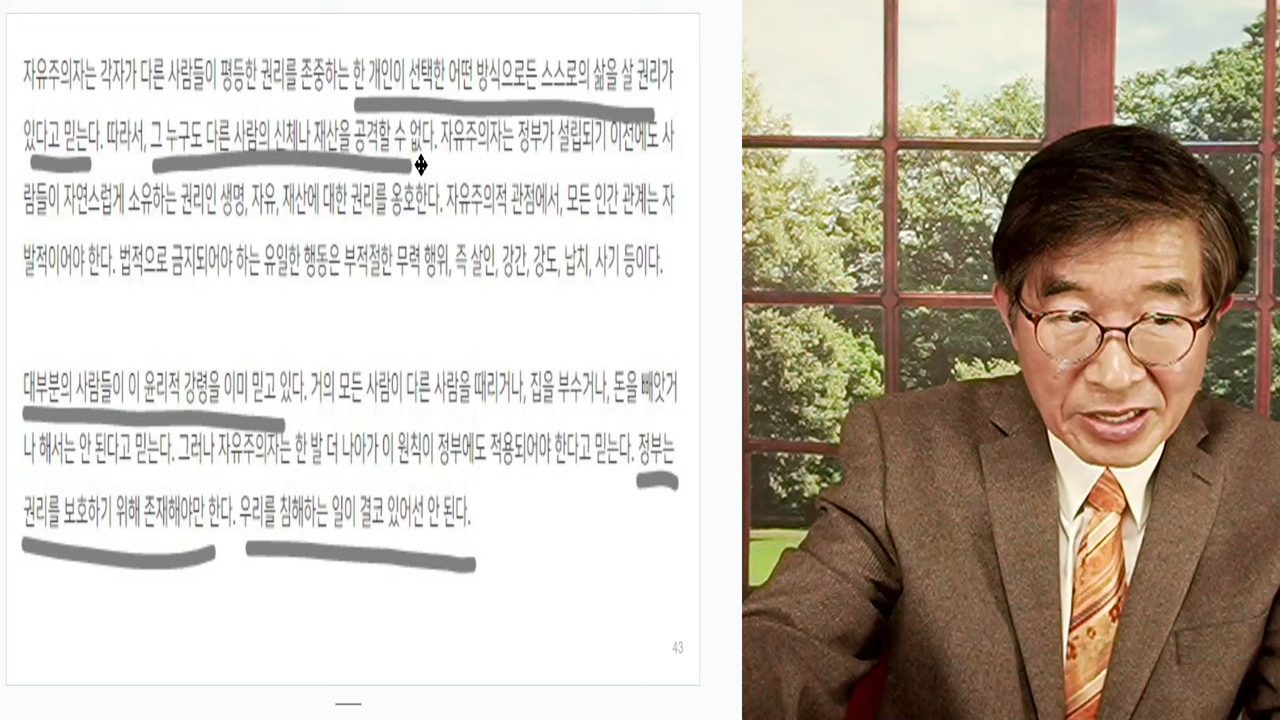 자유주의자는 각자가 다른 사람들이 평등한 권리를 존중하는 한 개인이 선택한 어떤 방식으로든 스스로의 삶을 살 권리가
있다고 믿는다. 따라서, 그 누구도 다른 사람의 신체나 재산을 공격할 수 없다. 자유주의자는 정부가 설립되기 이전에도 사
람들이 자연스럽게 소유하는 권리인 생명, 자유, 재산에 대한 권리를 옹호한다. 자유주의적 관점에서, 모든 인간 관계는 자
발적이어야 한다. 법적으로 금지되어야 하는 유일한 행동은 부적절한 무력 행위, 즉 살인, 강간, 강도, 납치, 사기 등이다.
대부분의 사람들이 이 윤리적 강령을 이미 믿고 있다. 거의 모든 사람이 다른 사람을 때리거나, 집을 부수거나, 돈을 빼앗거
나 해서는 안 된다고 믿는다. 그러나 자유주의자는 한 발 더 나아가 이 원칙이 정부에도 적용되어야 한다고 믿는다. 정부는
권리를 보호하기 위해 존재해야만 한다. 우리를 침해하는 일이 결코 있어선 안 된다.
43